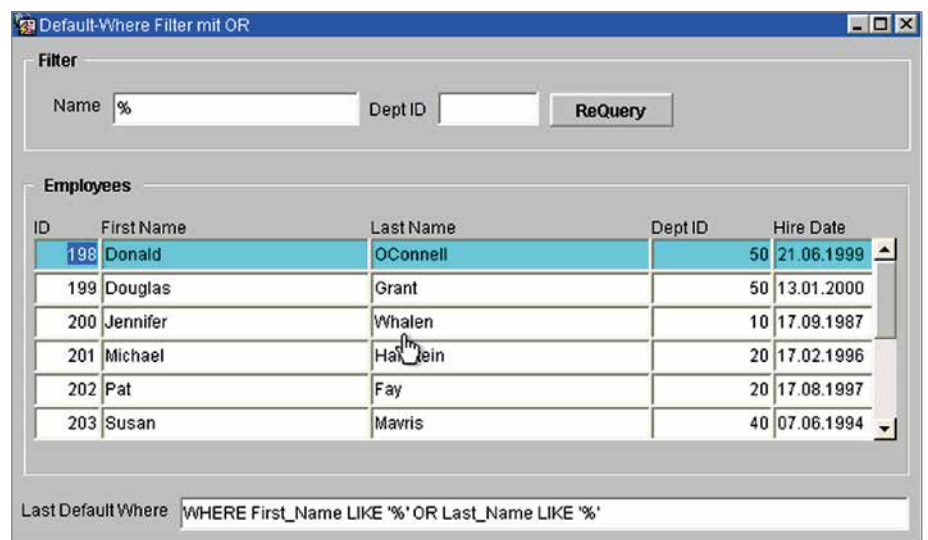 Default-Where Filter mit OR
Filter
Name % Dept ID ReQuery
Employees
ID First Name Last Name Dept ID Hire Date
198 Donald OConnell 50 21.06.1999
199 Douglas Grant 50 13.01.2000
200 Jennifer Whalen 10 17.09.1987
201 Michael 20 17.02.1996
202 Pat Fay 20 17.08.1997
203 Susan Mavris 40 07.06.1994
Last Default Where WHERE First_Name LIKE '%' OR Last_Name LIKE '%'